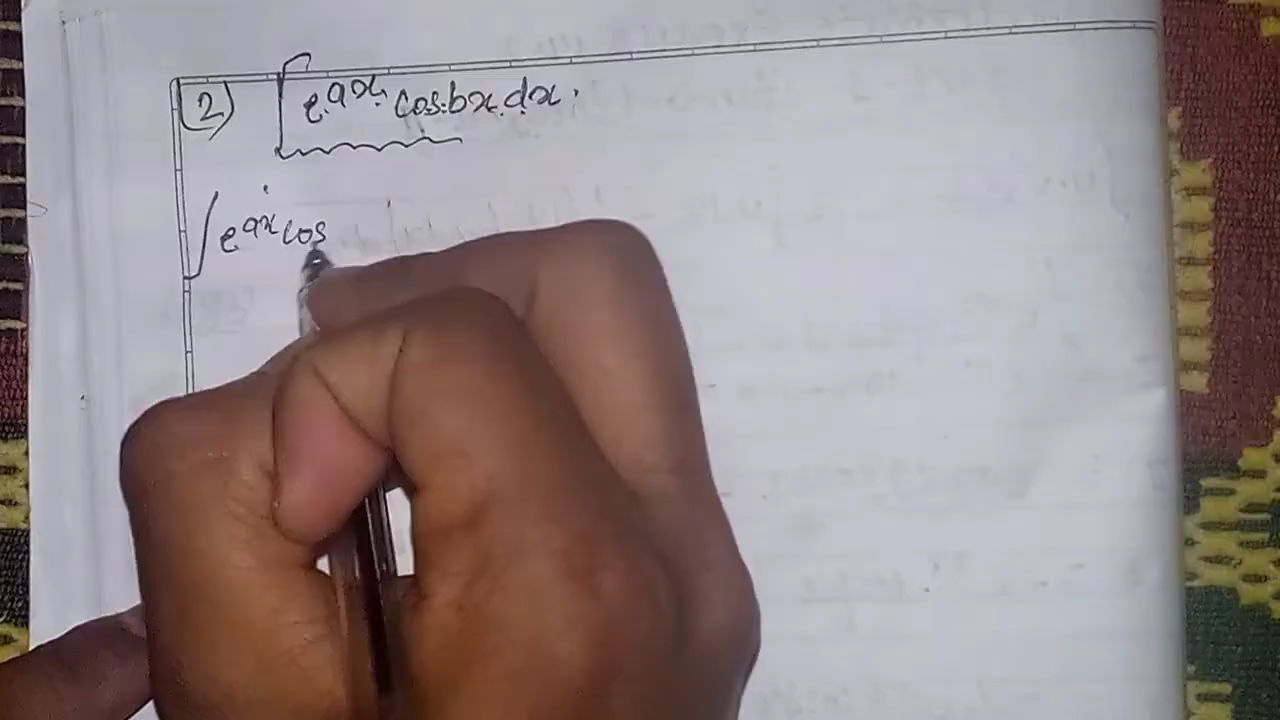 2) ∫ e^ax. cos.bx.dx.
∫ e^ax cos